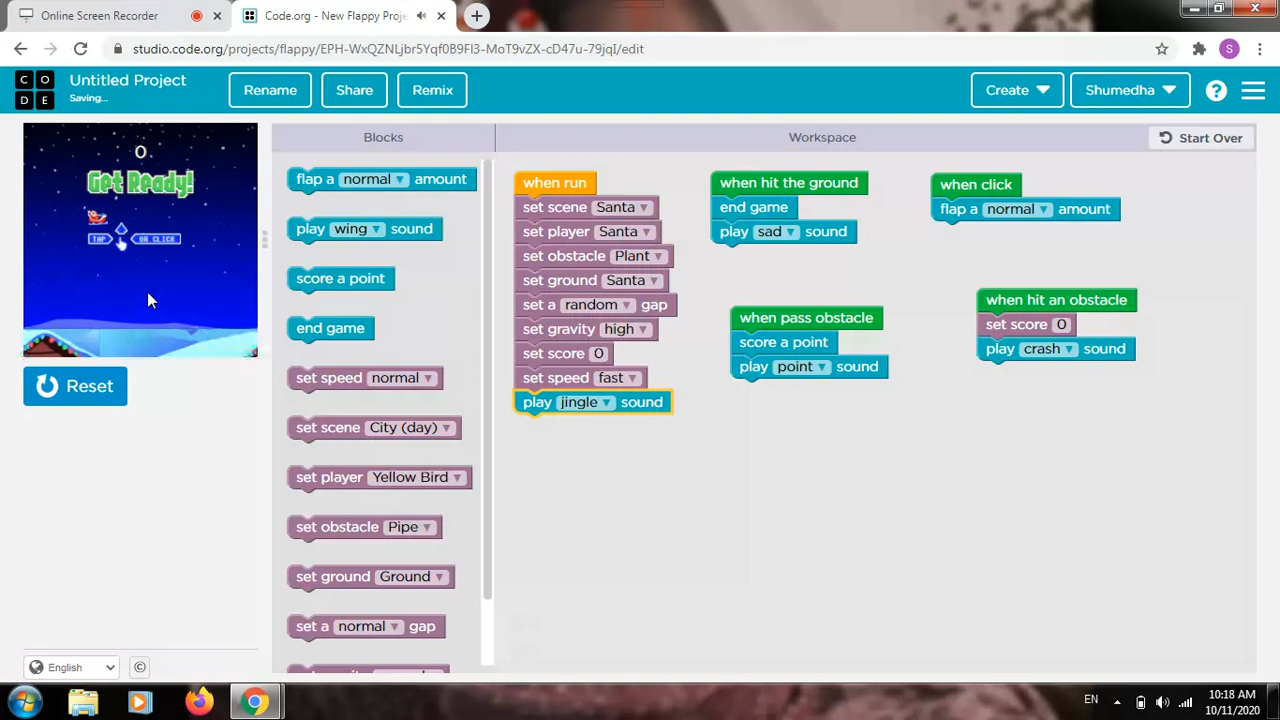 Online Screen Recorder
Code.org - New Flappy Proje
studio.code.org/projects/flappy/EPH-WxQZNLjbr5Yqf0B9Fl3-MoT9vZX-cD47u-79jqI/edit
S
C O
D E
Untitled Project
Saving...
Rename
Share
Remix
Create
Shumedha
?
Blocks
Workspace
Start Over
0
Get Ready!
TAP
OR CLICK
Reset
flap a normal amount
play wing sound
score a point
end game
set speed normal
set scene City (day)
set player Yellow Bird
set obstacle Pipe
set ground Ground
set a normal gap
when run
set scene Santa
set player Santa
set obstacle Plant
set ground Santa
set a random gap
set gravity high
set score 0
set speed fast
play jingle sound
when hit the ground
end game
play sad sound
when pass obstacle
score a point
play point sound
when click
flap a normal amount
when hit an obstacle
set score 0
play crash sound
English
©
EN
10:18 AM
10/11/2020